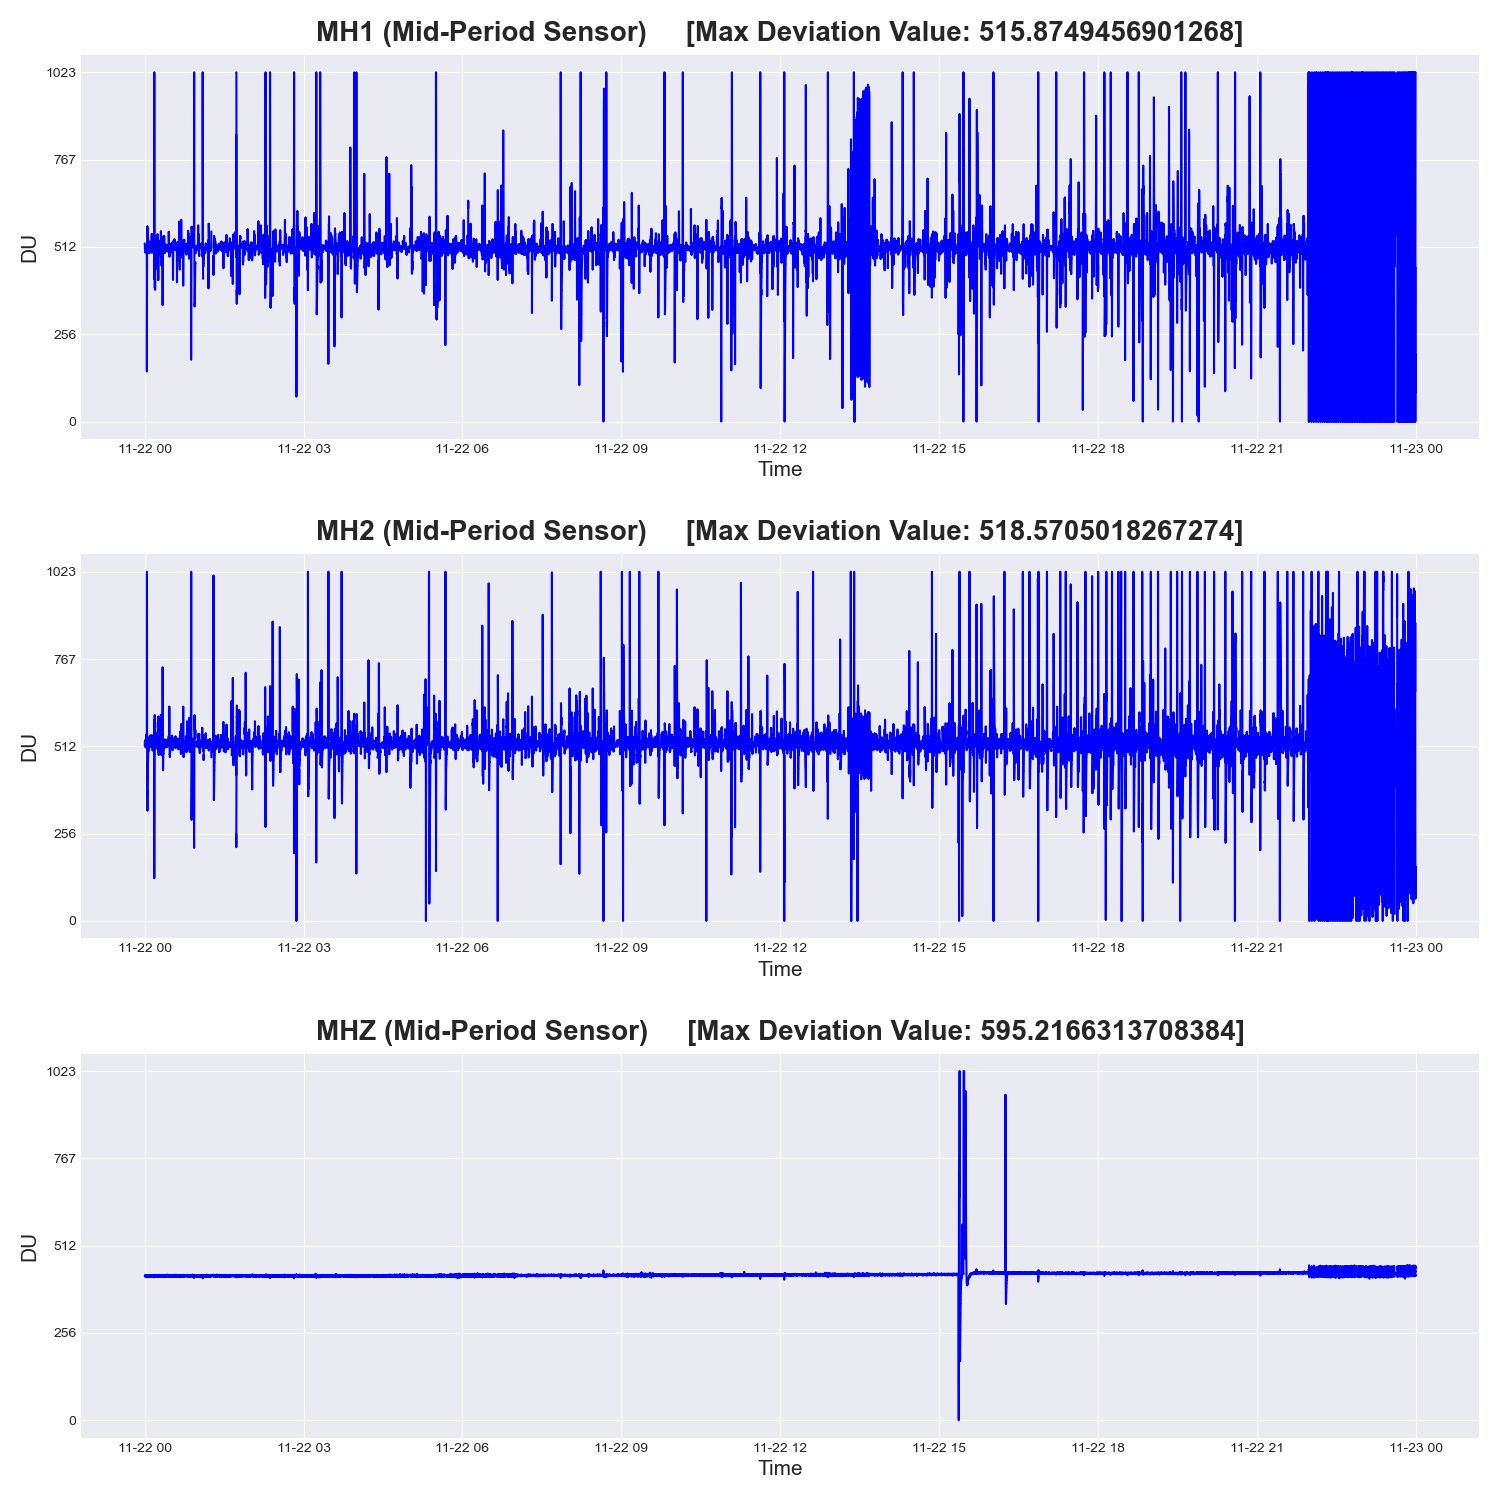 MH1 (Mid-Period Sensor) [Max Deviation Value: 515.8749456901268]
1023
767
512
256
0
DU
11-22 00 11-22 03 11-22 06 11-22 09 11-22 12 11-22 15 11-22 18 11-22 21 11-23 00
Time
MH2 (Mid-Period Sensor) [Max Deviation Value: 518.5705018267274]
1023
767
512
256
0
DU
11-22 00 11-22 03 11-22 06 11-22 09 11-22 12 11-22 15 11-22 18 11-22 21 11-23 00
Time
MHZ (Mid-Period Sensor) [Max Deviation Value: 595.2166313708384]
1023
767
512
256
0
DU
11-22 00 11-22 03 11-22 06 11-22 09 11-22 12 11-22 15 11-22 18 11-22 21 11-23 00
Time